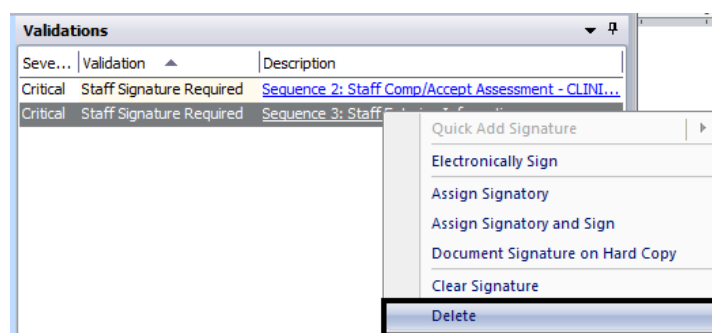 Validations
Seve... Validation Description
Critical Staff Signature Required Sequence 2: Staff Comp/Accept Assessment - CLINI...
Critical Staff Signature Required Sequence 3: Staff
Quick Add Signature
Electronically Sign
Assign Signatory
Assign Signatory and Sign
Document Signature on Hard Copy
Clear Signature
Delete